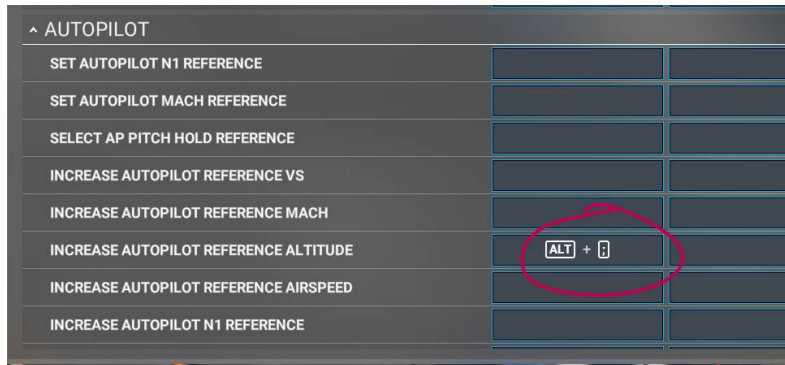 AUTOPILOT
SET AUTOPILOT N1 REFERENCE
SET AUTOPILOT MACH REFERENCE
SELECT AP PITCH HOLD REFERENCE
INCREASE AUTOPILOT REFERENCE VS
INCREASE AUTOPILOT REFERENCE MACH
INCREASE AUTOPILOT REFERENCE ALTITUDE ALT + ;
INCREASE AUTOPILOT REFERENCE AIRSPEED
INCREASE AUTOPILOT N1 REFERENCE